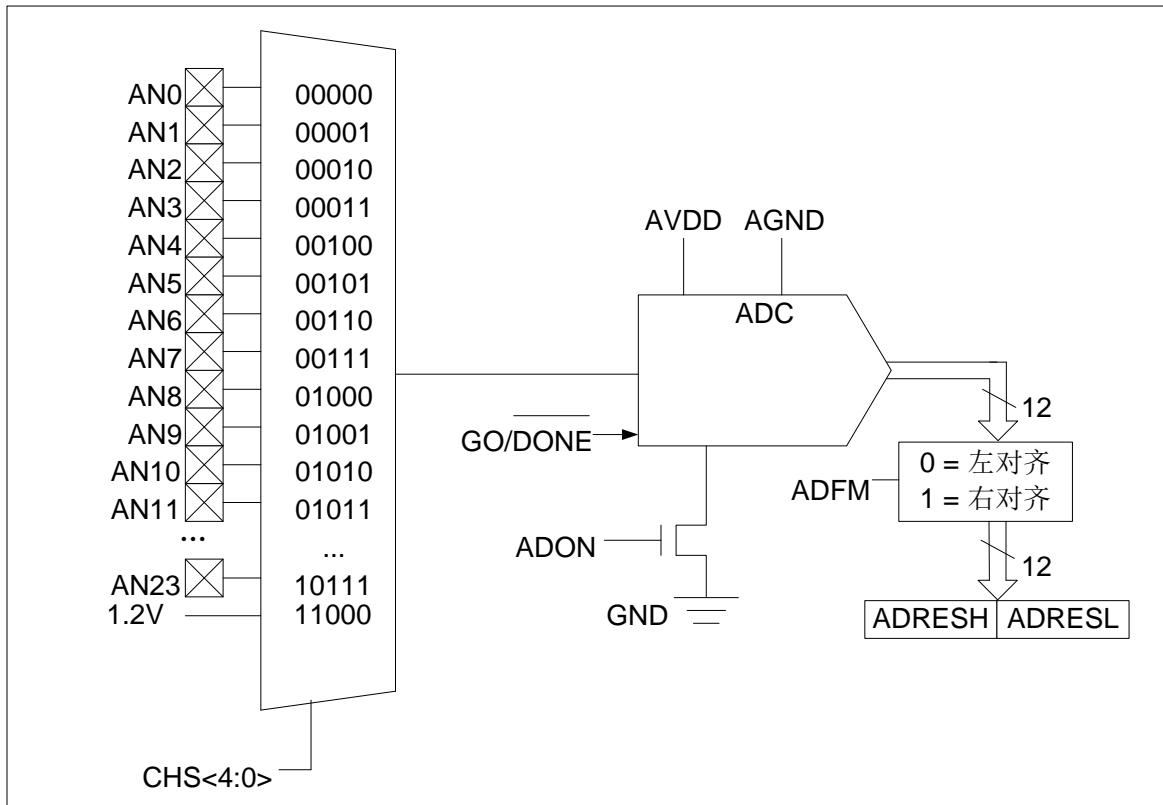 AN0 00000
AN1 00001
AN2 00010
AN3 00011
AN4 00100
AN5 00101
AN6 00110
AN7 00111
AN8 01000
AN9 01001
AN10 01010
AN11 01011
... ...
AN23 10111
1.2V 11000
CHS<4:0>
AVDD AGND
ADC
GO/DONE
ADON
GND
12
ADFM
0 = 左对齐
1 = 右对齐
12
ADRESH ADRESL